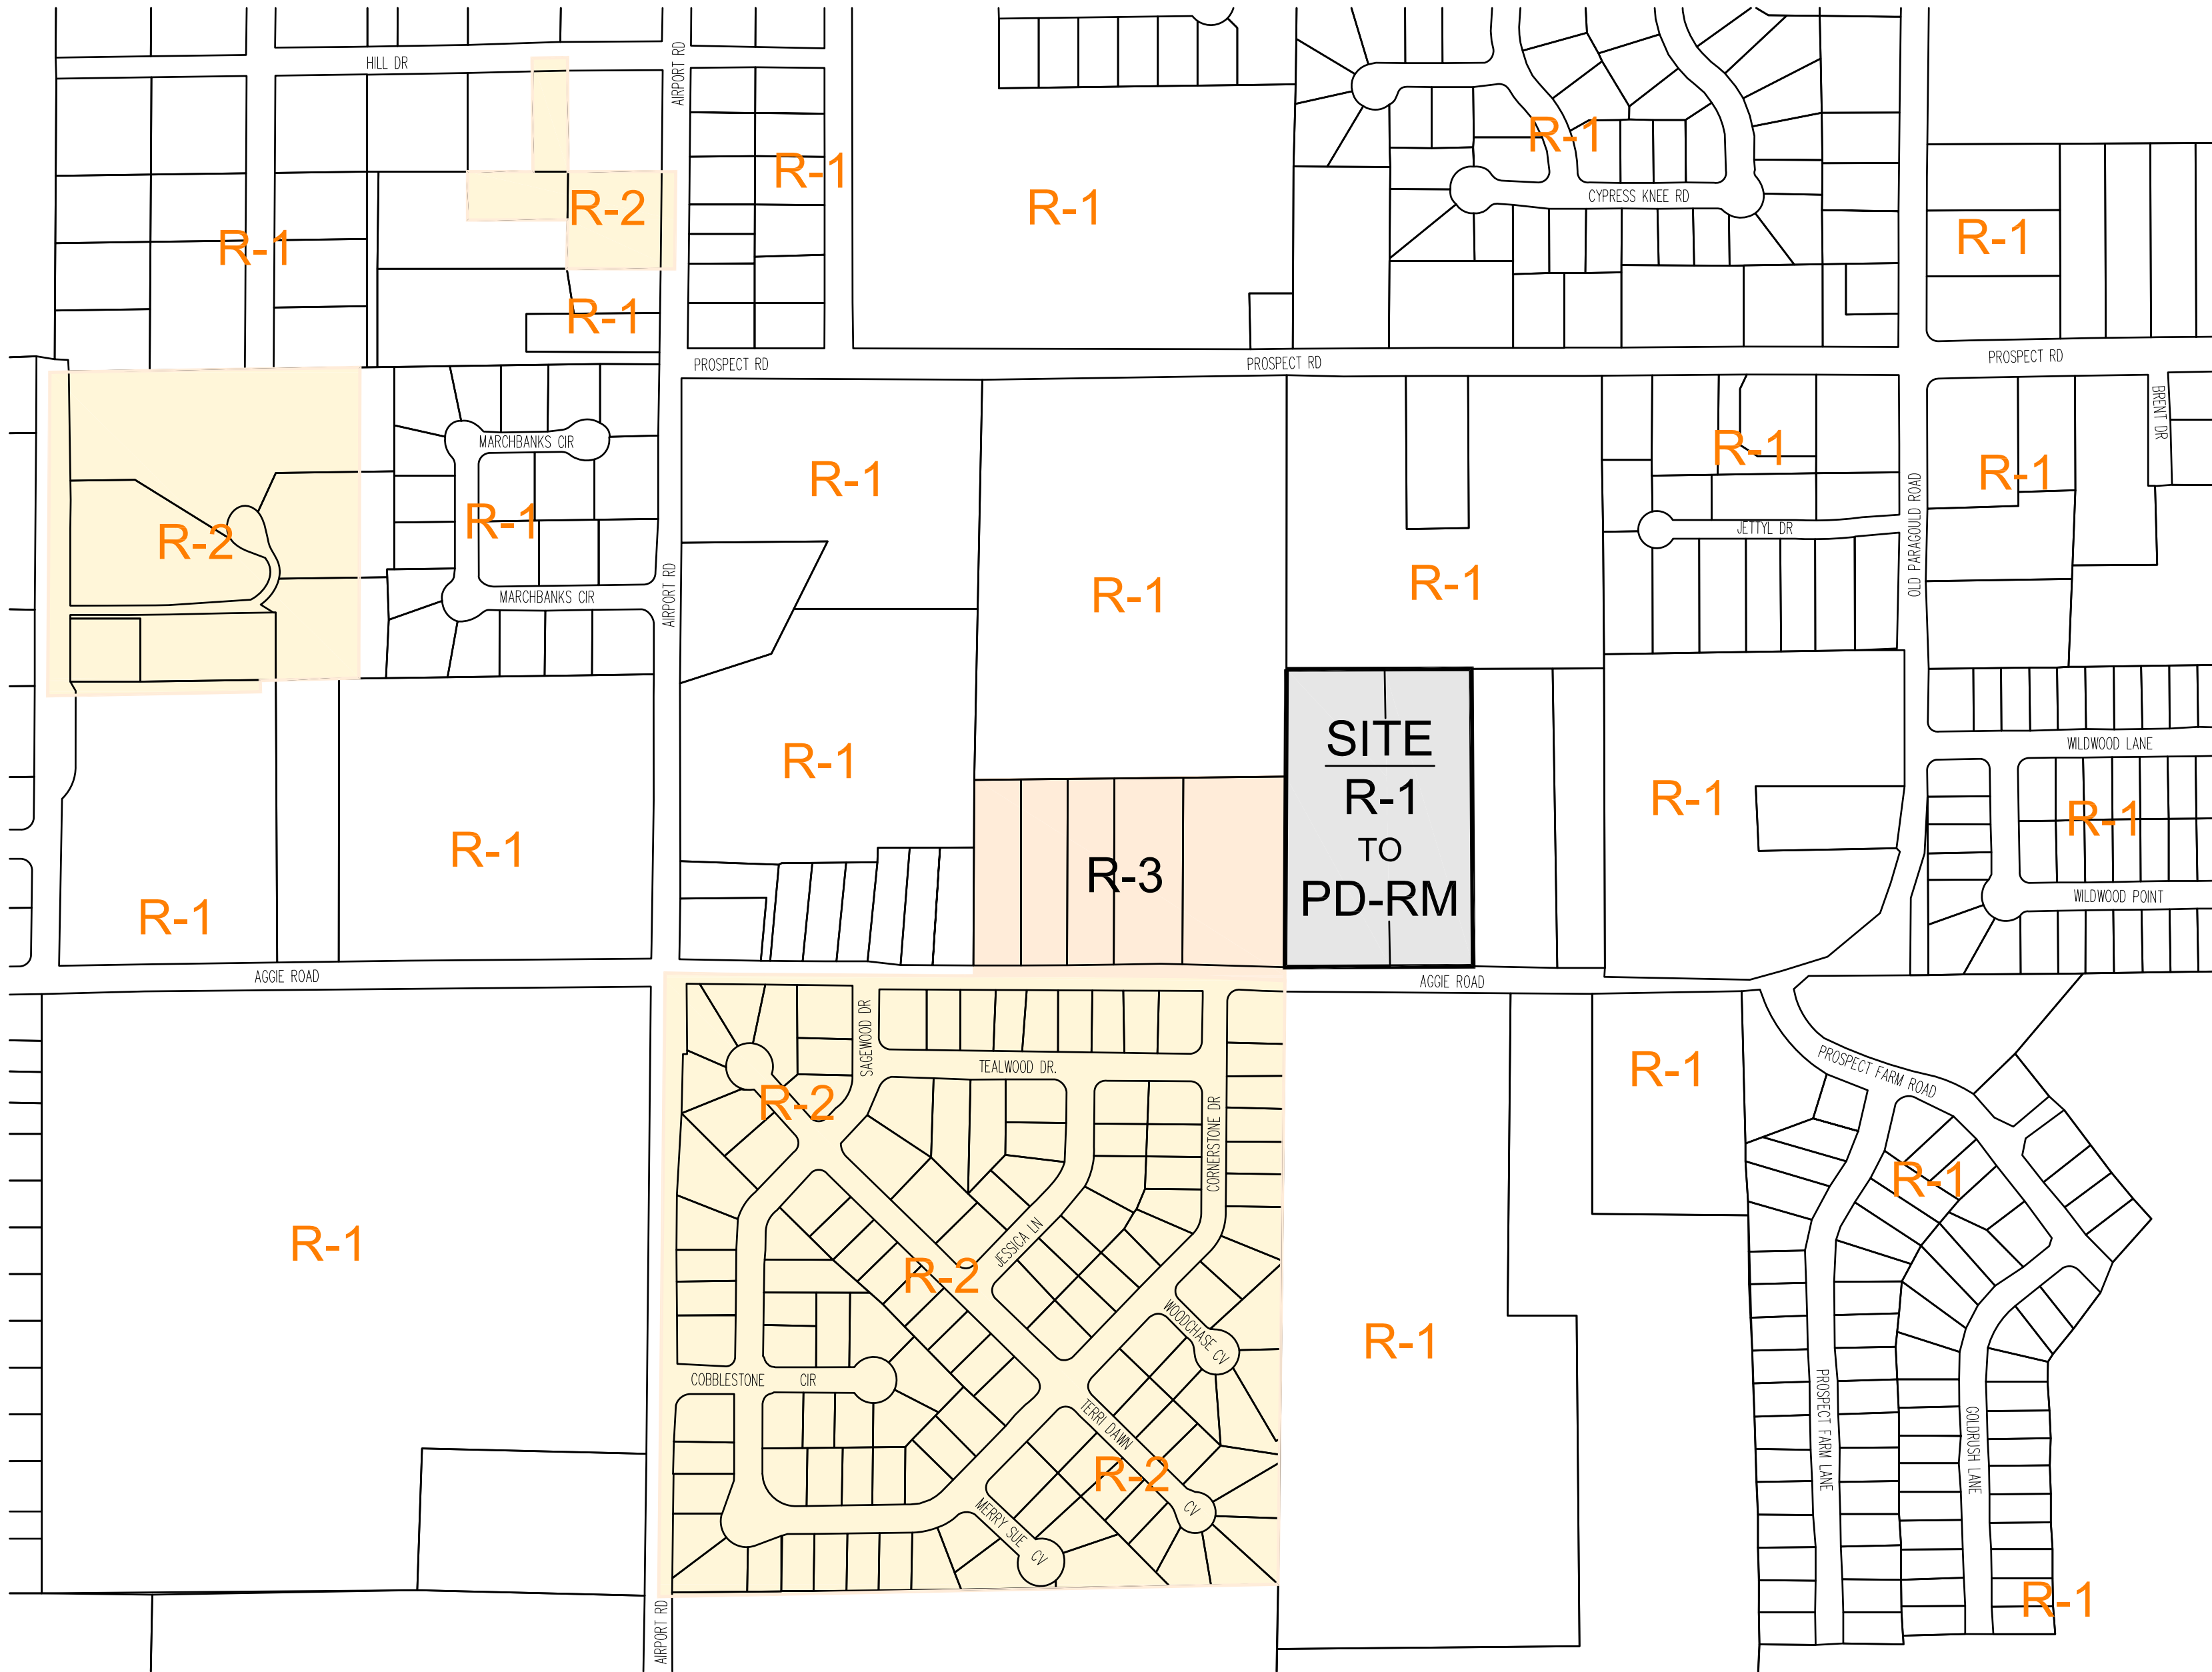 HILL DR
AIRPORT RD
R-1
R-1
R-1
CYPRESS KNEE RD
R-2
R-1
R-1
R-1
PROSPECT RD
PROSPECT RD
PROSPECT RD
BRENT DR
MARCHBANKS CIR
R-1
R-1
R-1
R-2
R-1
OLD PARAGOULD ROAD
JETTYL DR
R-1
R-1
MARCHBANKS CIR
AIRPORT RD
SITE
R-1
TO
PD-RM
WILDWOOD LANE
R-1
R-1
R-1
R-1
R-3
WILDWOOD POINT
R-1
AGGIE ROAD
AGGIE ROAD
SAGEWOOD DR
TEALWOOD DR.
R-1
PROSPECT FARM ROAD
R-2
CORNERSTONE DR
R-1
R-1
JESSICA LN
R-2
WOODCHASE CV
R-1
COBBLESTONE CIR
TERRI DAWN CV
PROSPECT FARM LANE
GOLDRUSH LANE
R-2
MERRY SUE CV
R-1
AIRPORT RD